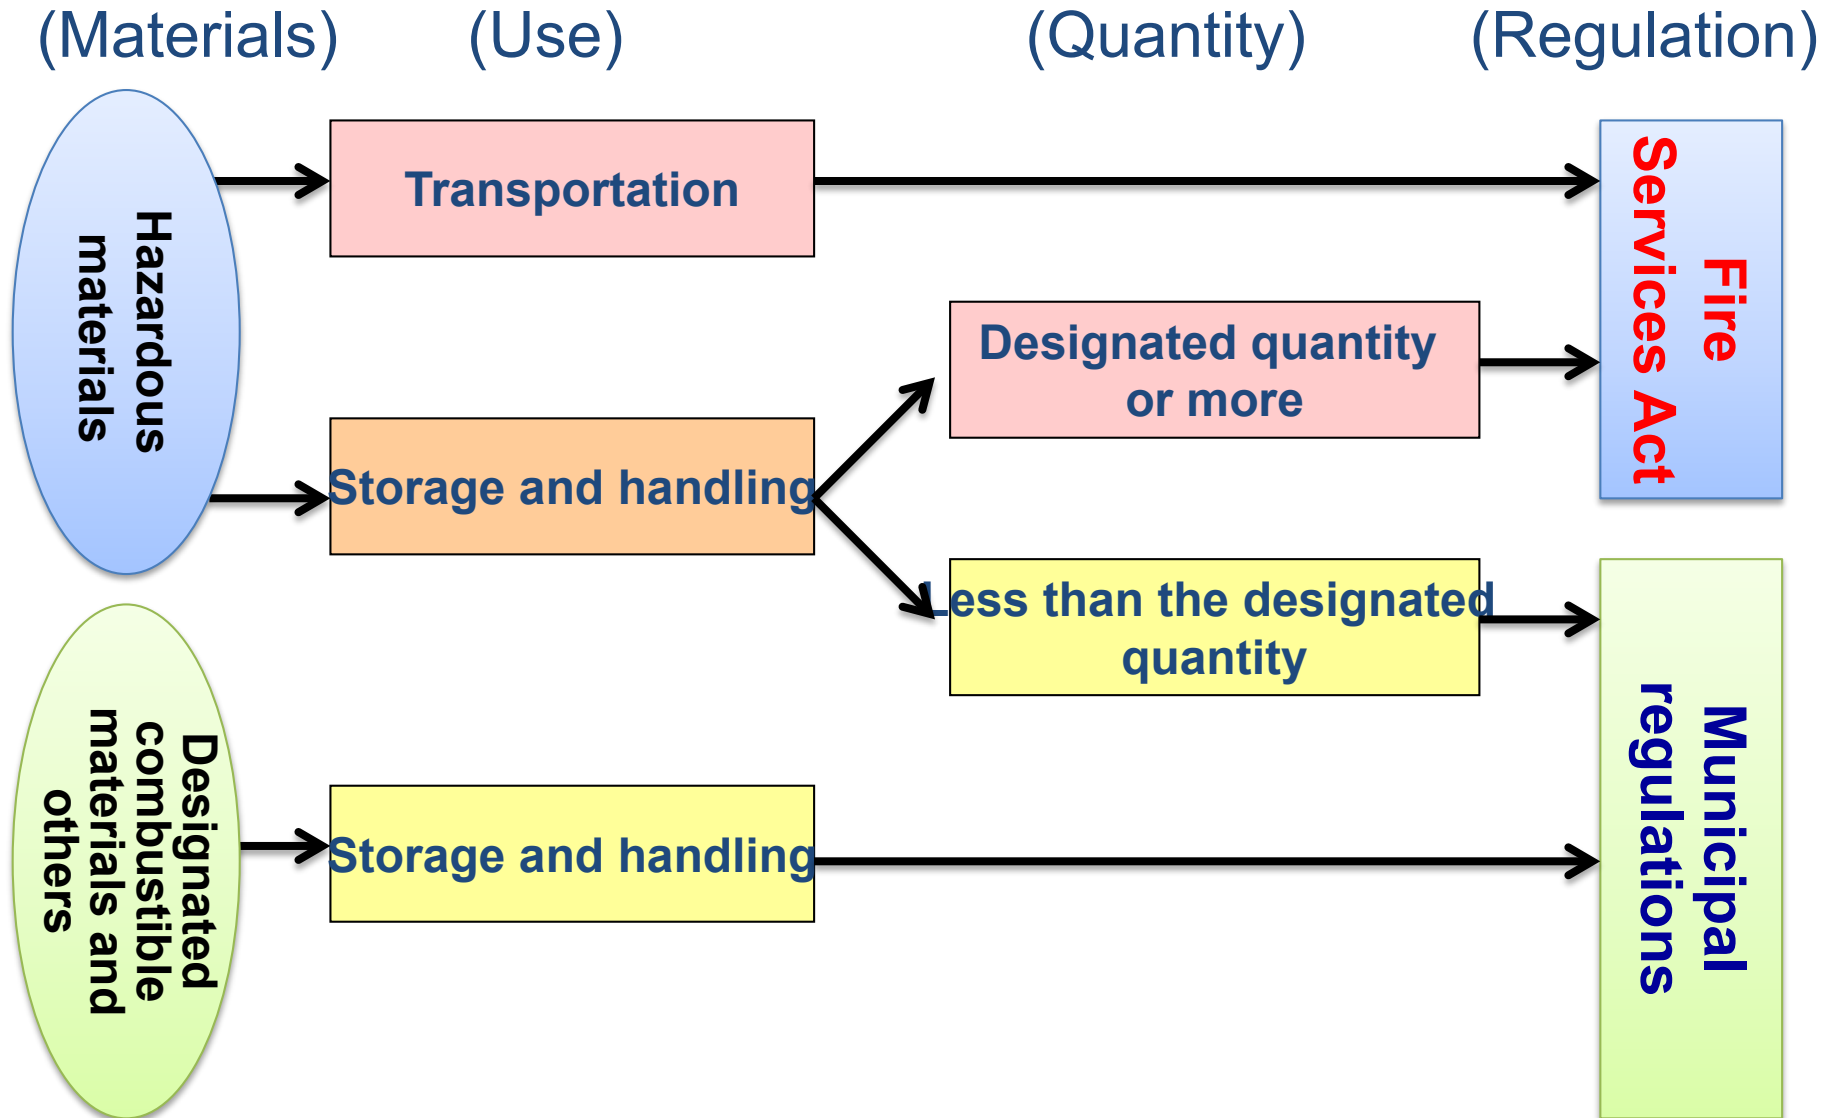 (Materials)
(Use)
(Quantity)
(Regulation)
Hazardous
materials
Transportation
Fire
Services Act
Designated quantity
or more
Storage and handling
Less than the designated
quantity
Designated
combustible
materials and
others
Storage and handling
Municipal
regulations